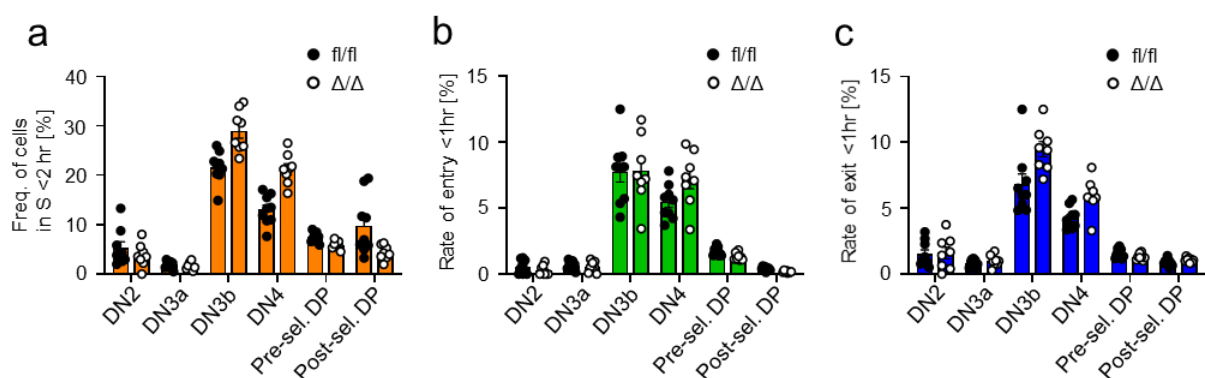 a
● fl/fl
○ Δ/Δ
Freq. of cells
in S <2 hr [%]
40
30
20
10
0
DN2
DN3a
DN3b
DN4
Pre-sel. DP
Post-sel. DP
b
● fl/fl
○ Δ/Δ
Rate of entry <1hr [%]
15
10
5
0
DN2
DN3a
DN3b
DN4
Pre-sel. DP
Post-sel. DP
c
● fl/fl
○ Δ/Δ
Rate of exit <1hr [%]
15
10
5
0
DN2
DN3a
DN3b
DN4
Pre-sel. DP
Post-sel. DP